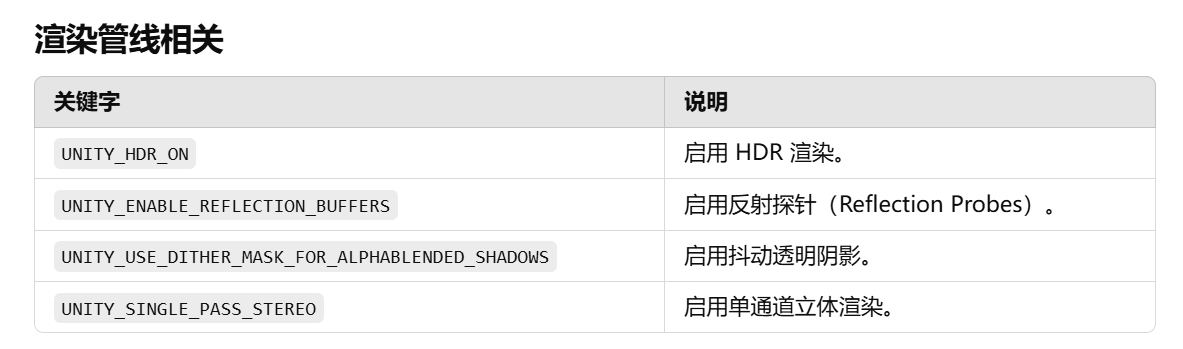 渲染管线相关
关键字 说明
UNITY_HDR_ON 启用 HDR 渲染。
UNITY_ENABLE_REFLECTION_BUFFERS 启用反射探针（Reflection Probes）。
UNITY_USE_DITHER_MASK_FOR_ALPHABLENDED_SHADOWS 启用抖动透明阴影。
UNITY_SINGLE_PASS_STEREO 启用单通道立体渲染。